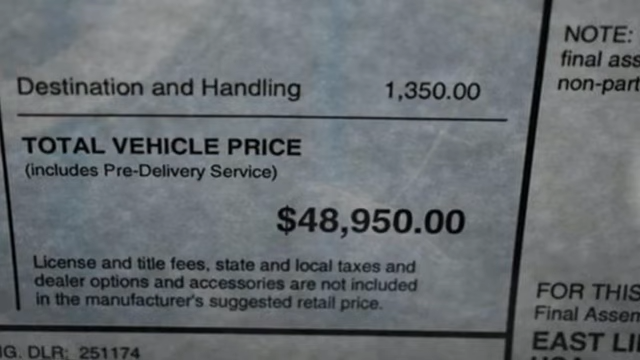 Destination and Handling 1,350.00
TOTAL VEHICLE PRICE
(includes Pre-Delivery Service)
$48,950.00
License and title fees, state and local taxes and
dealer options and accessories are not included
in the manufacturer's suggested retail price.
G. DLR: 251174
NOTE:
final ass
non-part
FOR THIS
Final Assem
EAST LI